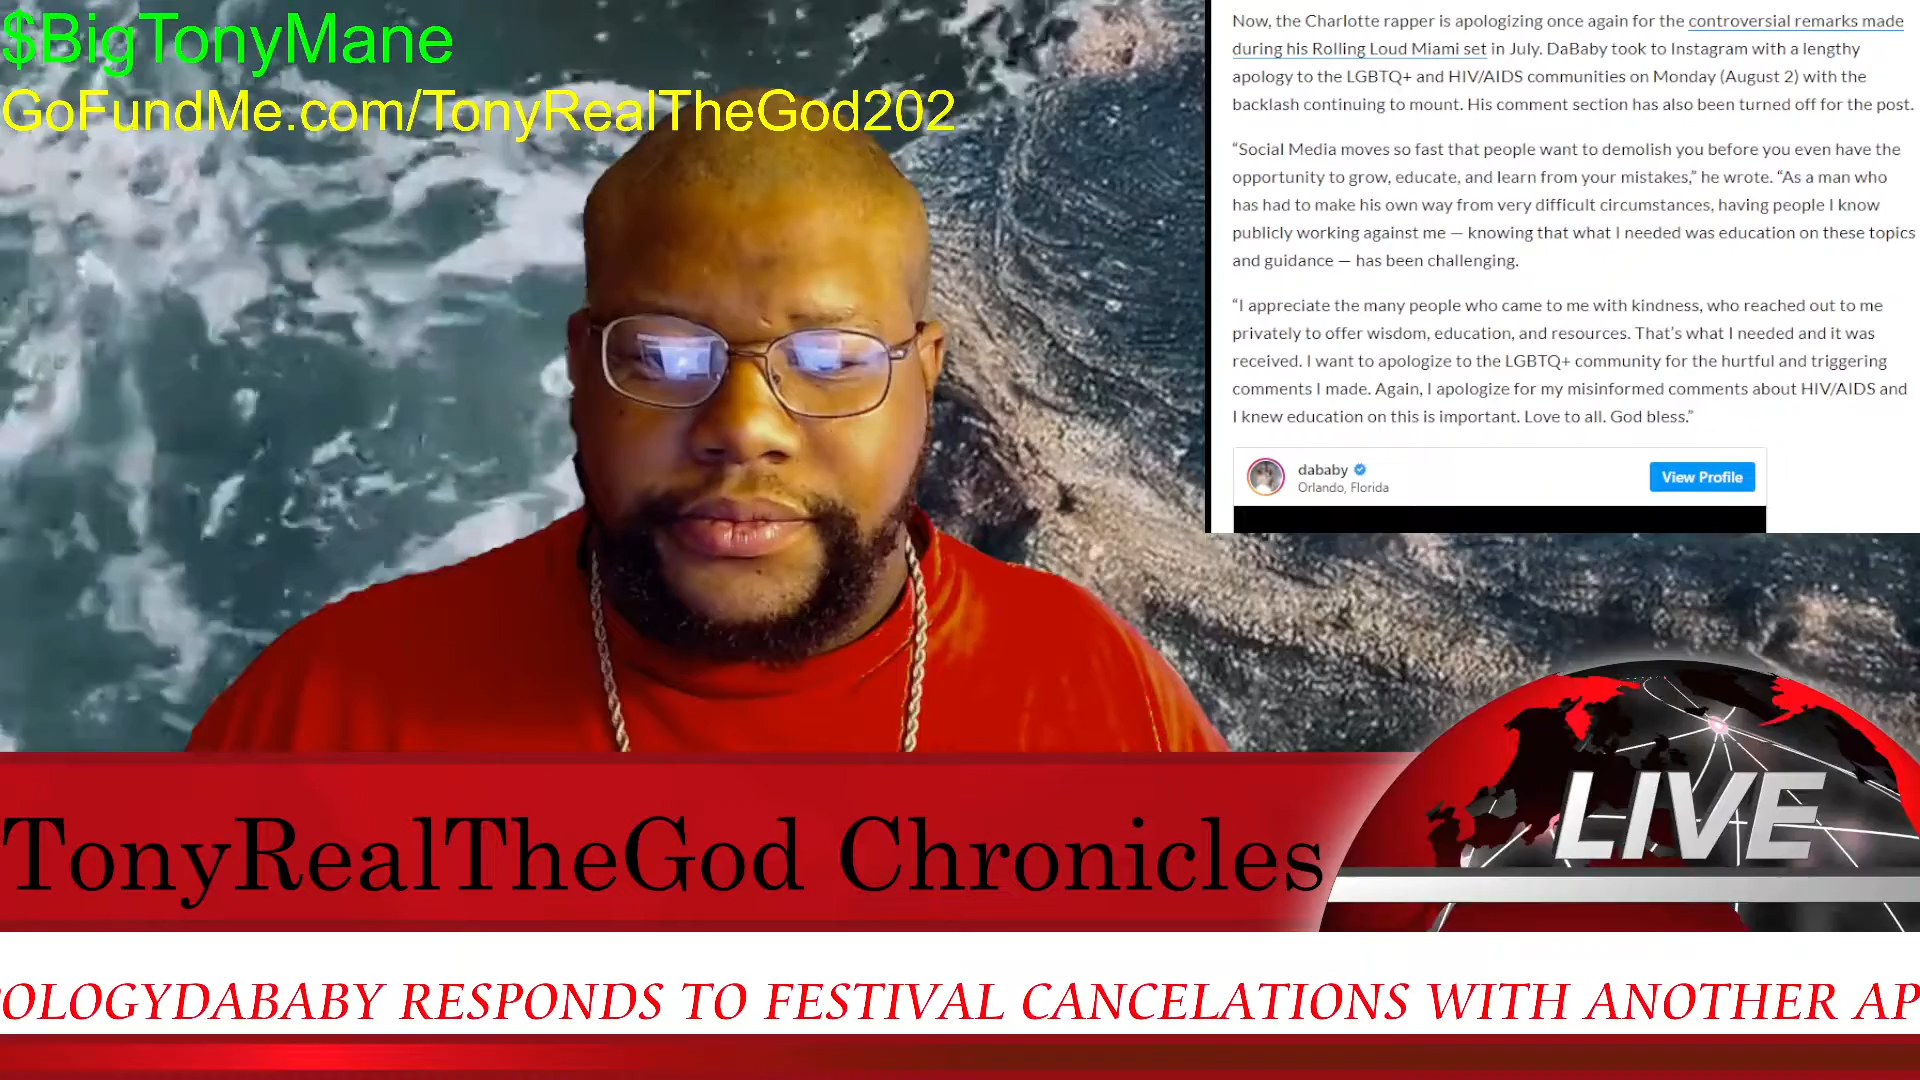 $BigTonyMane
GoFundMe.com/TonyRealTheGod202
Now, the Charlotte rapper is apologizing once again for the controversial remarks made
during his Rolling Loud Miami set in July. DaBaby took to Instagram with a lengthy
apology to the LGBTQ+ and HIV/AIDS communities on Monday (August 2) with the
backlash continuing to mount. His comment section has also been turned off for the post.
“Social Media moves so fast that people want to demolish you before you even have the
opportunity to grow, educate, and learn from your mistakes,” he wrote. “As a man who
has had to make his own way from very difficult circumstances, having people I know
publicly working against me — knowing that what I needed was education on these topics
and guidance — has been challenging.
“I appreciate the many people who came to me with kindness, who reached out to me
privately to offer wisdom, education, and resources. That’s what I needed and it was
received. I want to apologize to the LGBTQ+ community for the hurtful and triggering
comments I made. Again, I apologize for my misinformed comments about HIV/AIDS and
I knew education on this is important. Love to all. God bless.”
dababy
Orlando, Florida
View Profile
LIVE
TonyRealTheGod Chronicles
OLOGYDABABY RESPONDS TO FESTIVAL CANCELATIONS WITH ANOTHER AP